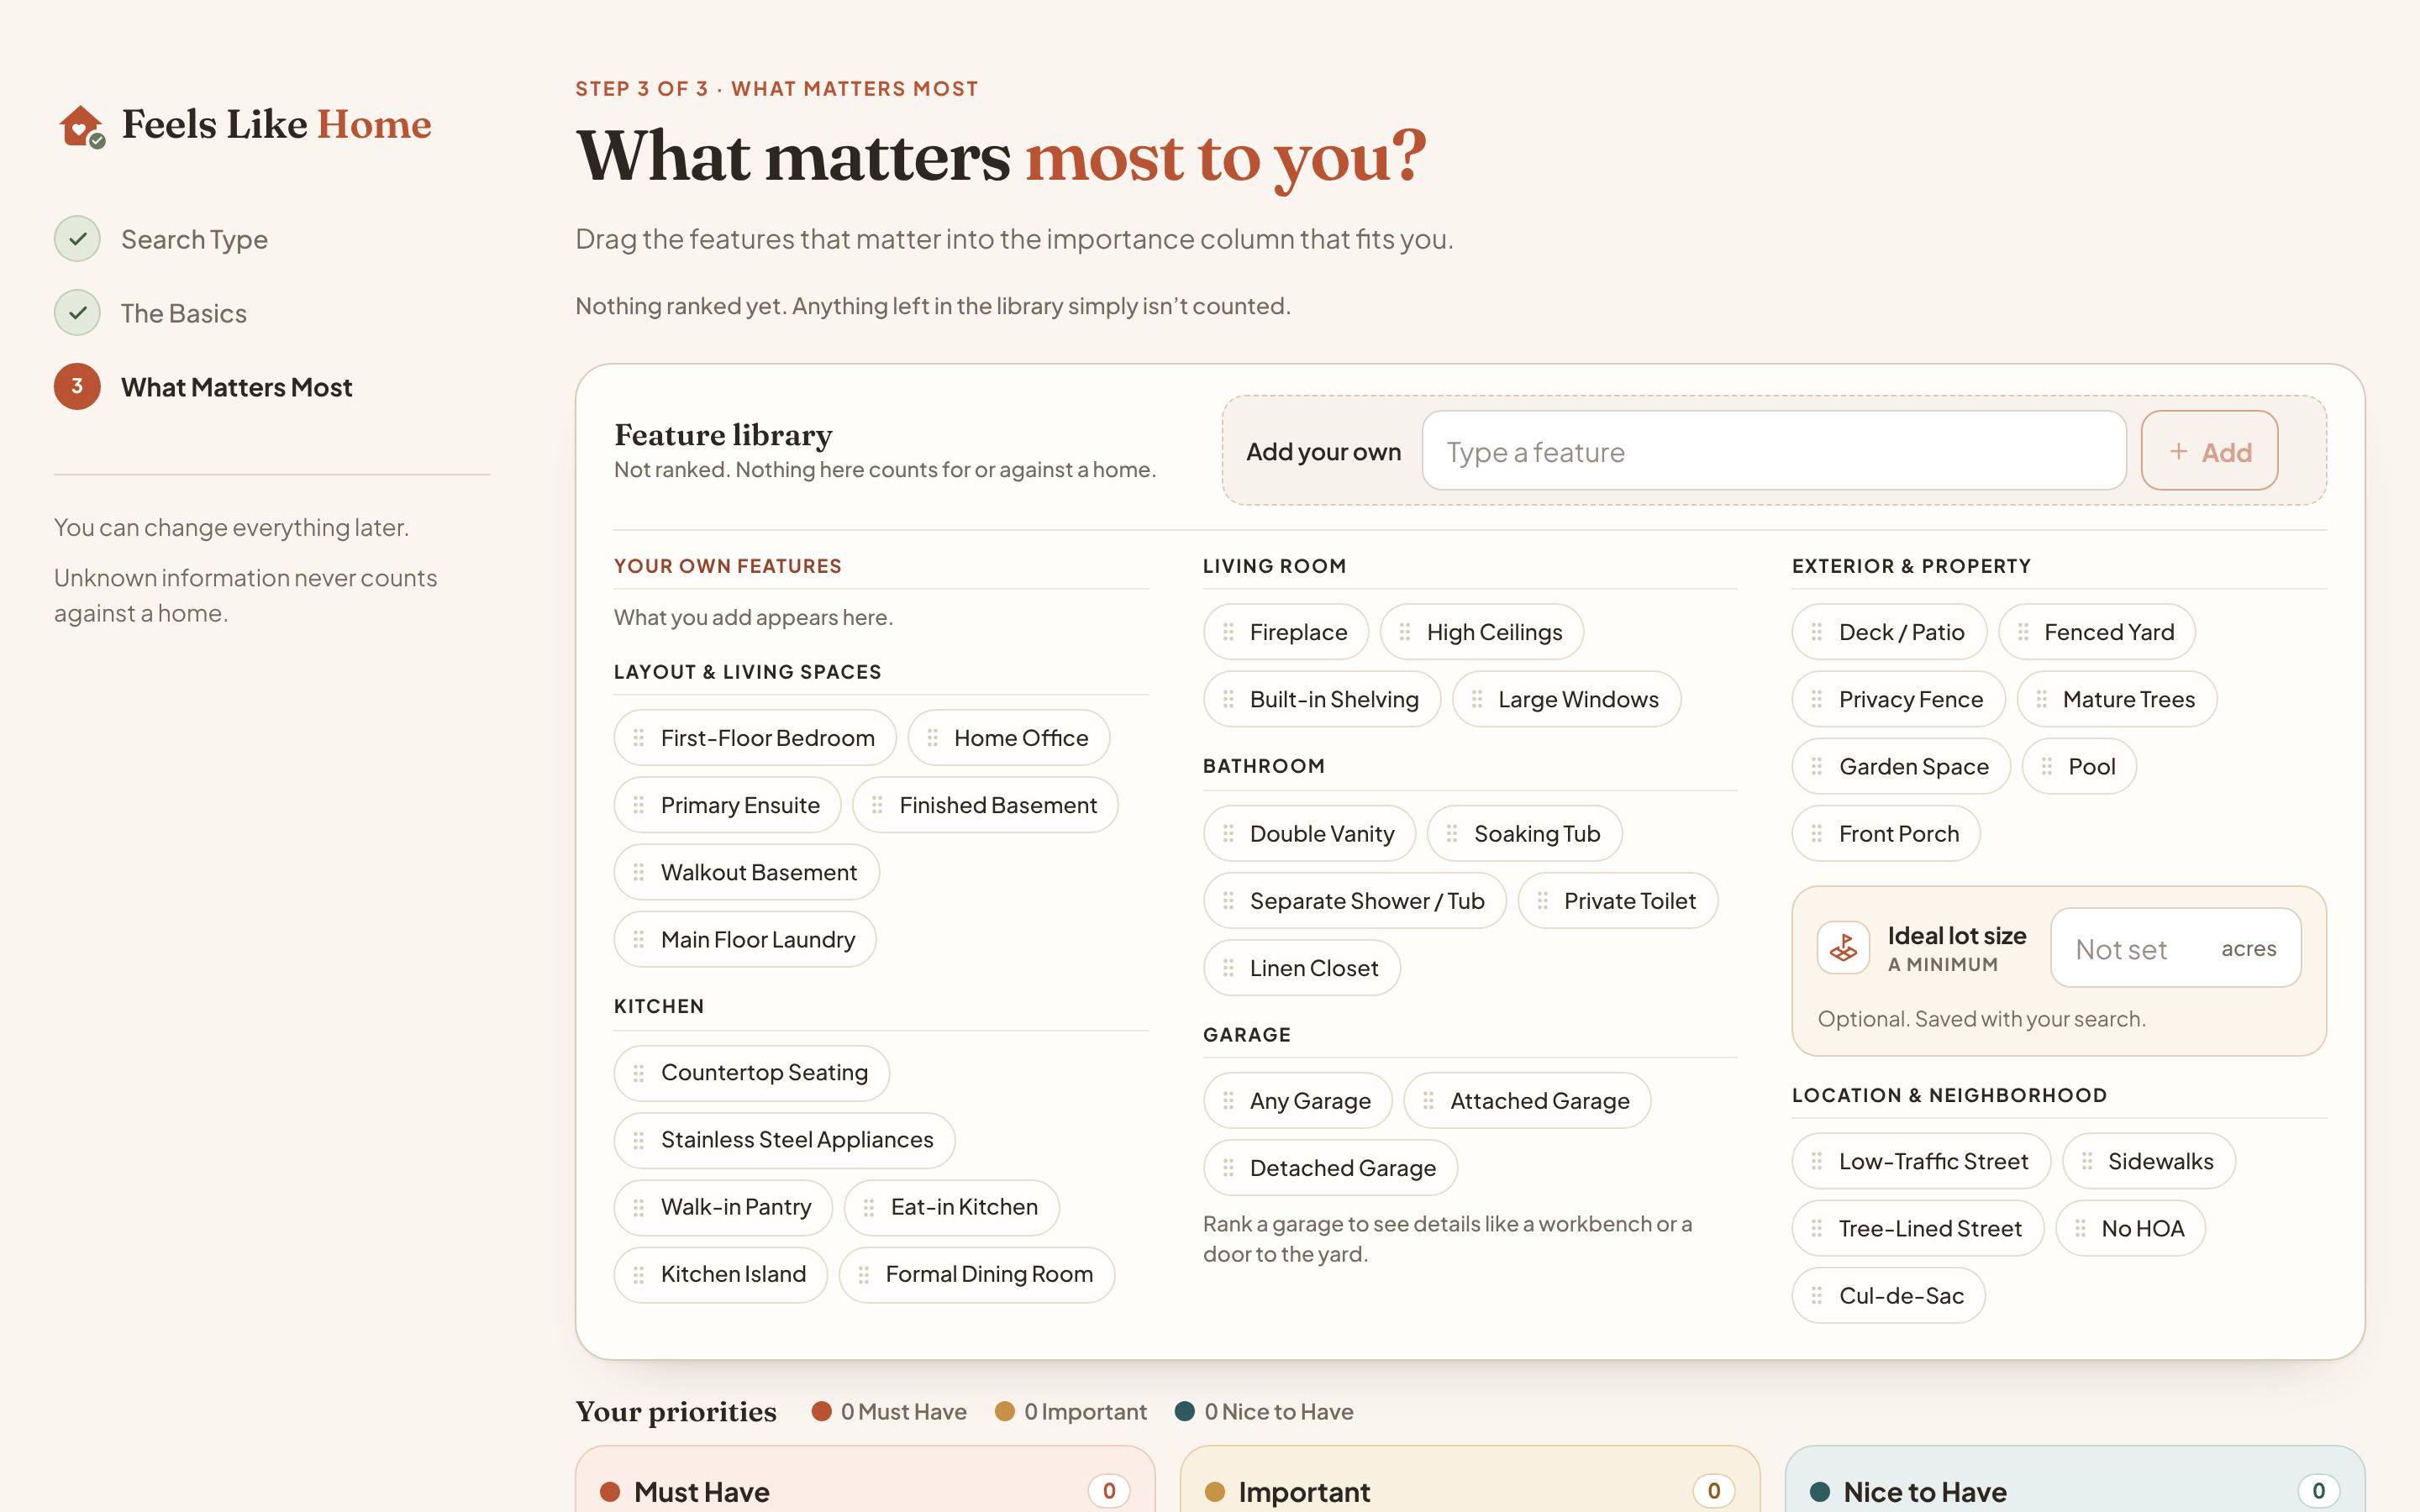 Feels Like Home
Search Type
The Basics
3 What Matters Most
You can change everything later.
Unknown information never counts
against a home.
STEP 3 OF 3 · WHAT MATTERS MOST
What matters most to you?
Drag the features that matter into the importance column that fits you.
Nothing ranked yet. Anything left in the library simply isn’t counted.
Feature library
Not ranked. Nothing here counts for or against a home.
Add your own
Type a feature
+ Add
YOUR OWN FEATURES
What you add appears here.
LAYOUT & LIVING SPACES
First-Floor Bedroom Home Office
Primary Ensuite Finished Basement
Walkout Basement
Main Floor Laundry
KITCHEN
Countertop Seating
Stainless Steel Appliances
Walk-in Pantry Eat-in Kitchen
Kitchen Island Formal Dining Room
LIVING ROOM
Fireplace High Ceilings
Built-in Shelving Large Windows
BATHROOM
Double Vanity Soaking Tub
Separate Shower / Tub Private Toilet
Linen Closet
GARAGE
Any Garage Attached Garage
Detached Garage
Rank a garage to see details like a workbench or a
door to the yard.
EXTERIOR & PROPERTY
Deck / Patio Fenced Yard
Privacy Fence Mature Trees
Garden Space Pool
Front Porch
Ideal lot size
A MINIMUM
Not set acres
Optional. Saved with your search.
LOCATION & NEIGHBORHOOD
Low-Traffic Street Sidewalks
Tree-Lined Street No HOA
Cul-de-Sac
Your priorities 0 Must Have 0 Important 0 Nice to Have
Must Have 0
Important 0
Nice to Have 0